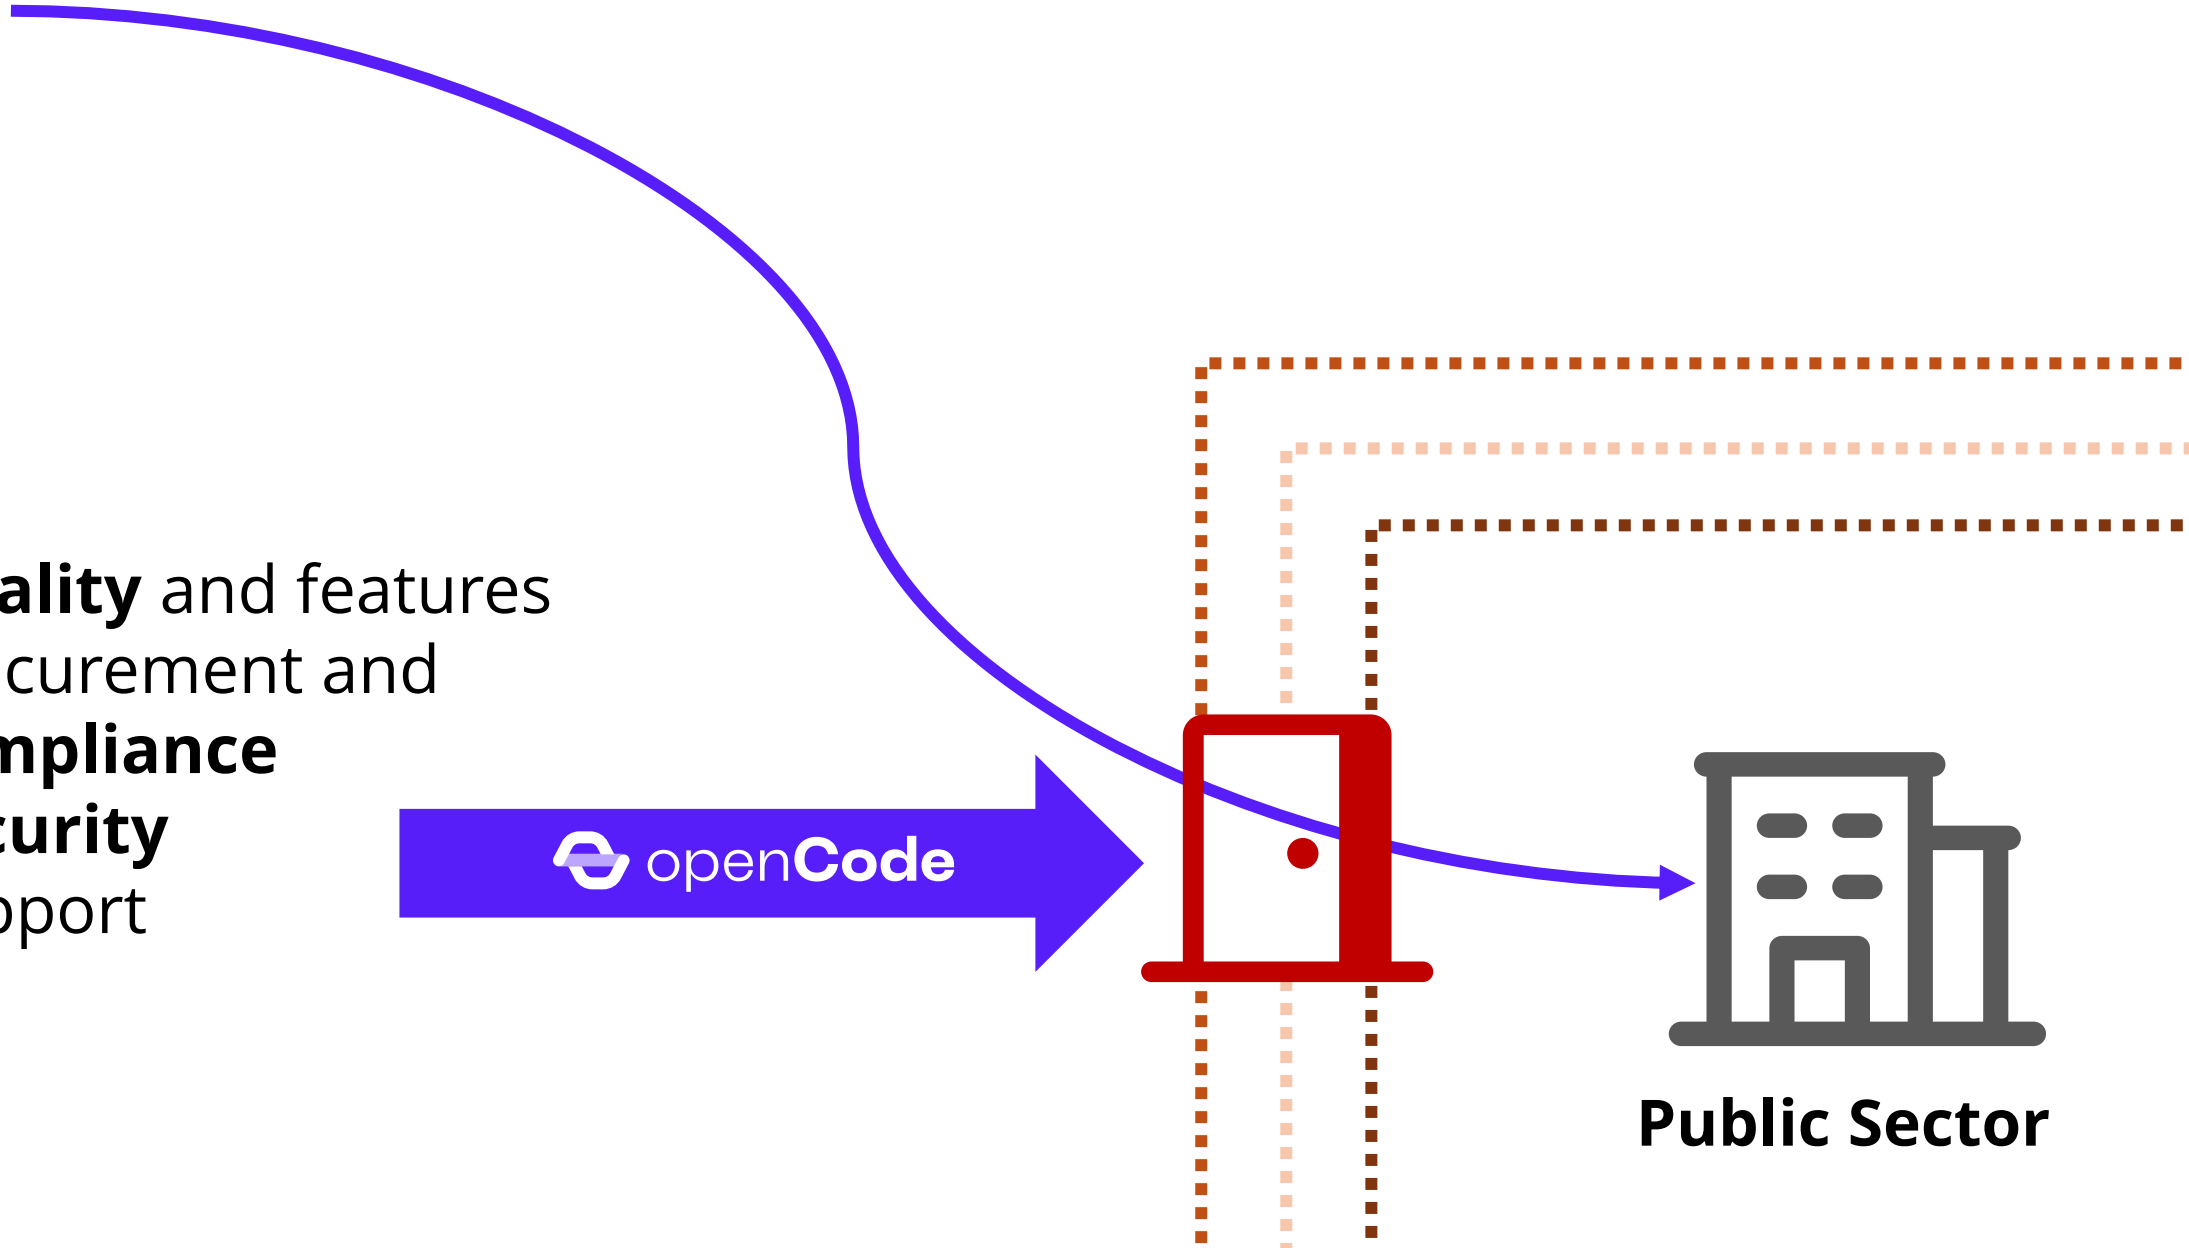 ality and features
curement and
mpliance
curity
pport
openCode
Public Sector